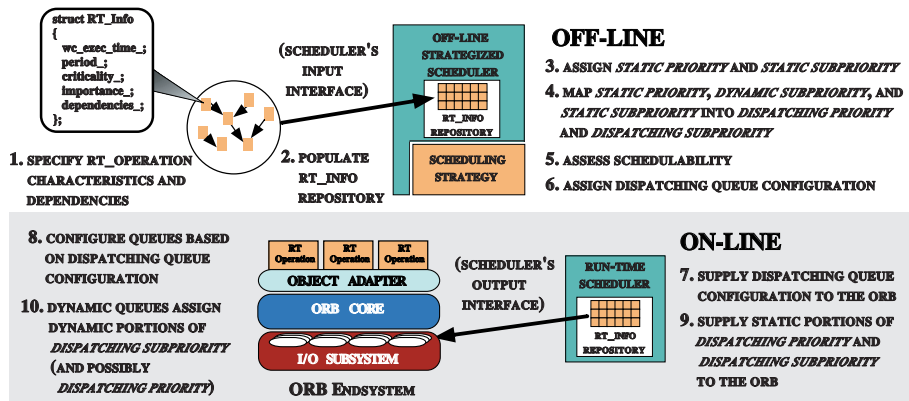 struct RT_Info
{
wc_exec_time_;
period_;
criticality_;
importance_;
dependencies_;
};
1. SPECIFY RT_OPERATION
CHARACTERISTICS AND
DEPENDENCIES
(SCHEDULER'S
INPUT
INTERFACE)
2. POPULATE
RT_INFO
REPOSITORY
OFF-LINE
STRATEGIZED
SCHEDULER
RT_INFO
REPOSITORY
SCHEDULING
STRATEGY
OFF-LINE
3. ASSIGN STATIC PRIORITY AND STATIC SUBPRIORITY
4. MAP STATIC PRIORITY, DYNAMIC SUBPRIORITY, AND
STATIC SUBPRIORITY INTO DISPATCHING PRIORITY
AND DISPATCHING SUBPRIORITY
5. ASSESS SCHEDULABILITY
6. ASSIGN DISPATCHING QUEUE CONFIGURATION
8. CONFIGURE QUEUES BASED
ON DISPATCHING QUEUE
CONFIGURATION
10. DYNAMIC QUEUES ASSIGN
DYNAMIC PORTIONS OF
DISPATCHING SUBPRIORITY
(AND POSSIBLY
DISPATCHING PRIORITY)
RT
Operation
RT
Operation
RT
Operation
OBJECT ADAPTER
ORB CORE
I/O SUBSYSTEM
ORB ENDSYSTEM
(SCHEDULER'S
OUTPUT
INTERFACE)
RUN-TIME
SCHEDULER
RT_INFO
REPOSITORY
ON-LINE
7. SUPPLY DISPATCHING QUEUE
CONFIGURATION TO THE ORB
9. SUPPLY STATIC PORTIONS OF
DISPATCHING PRIORITY AND
DISPATCHING SUBPRIORITY
TO THE ORB